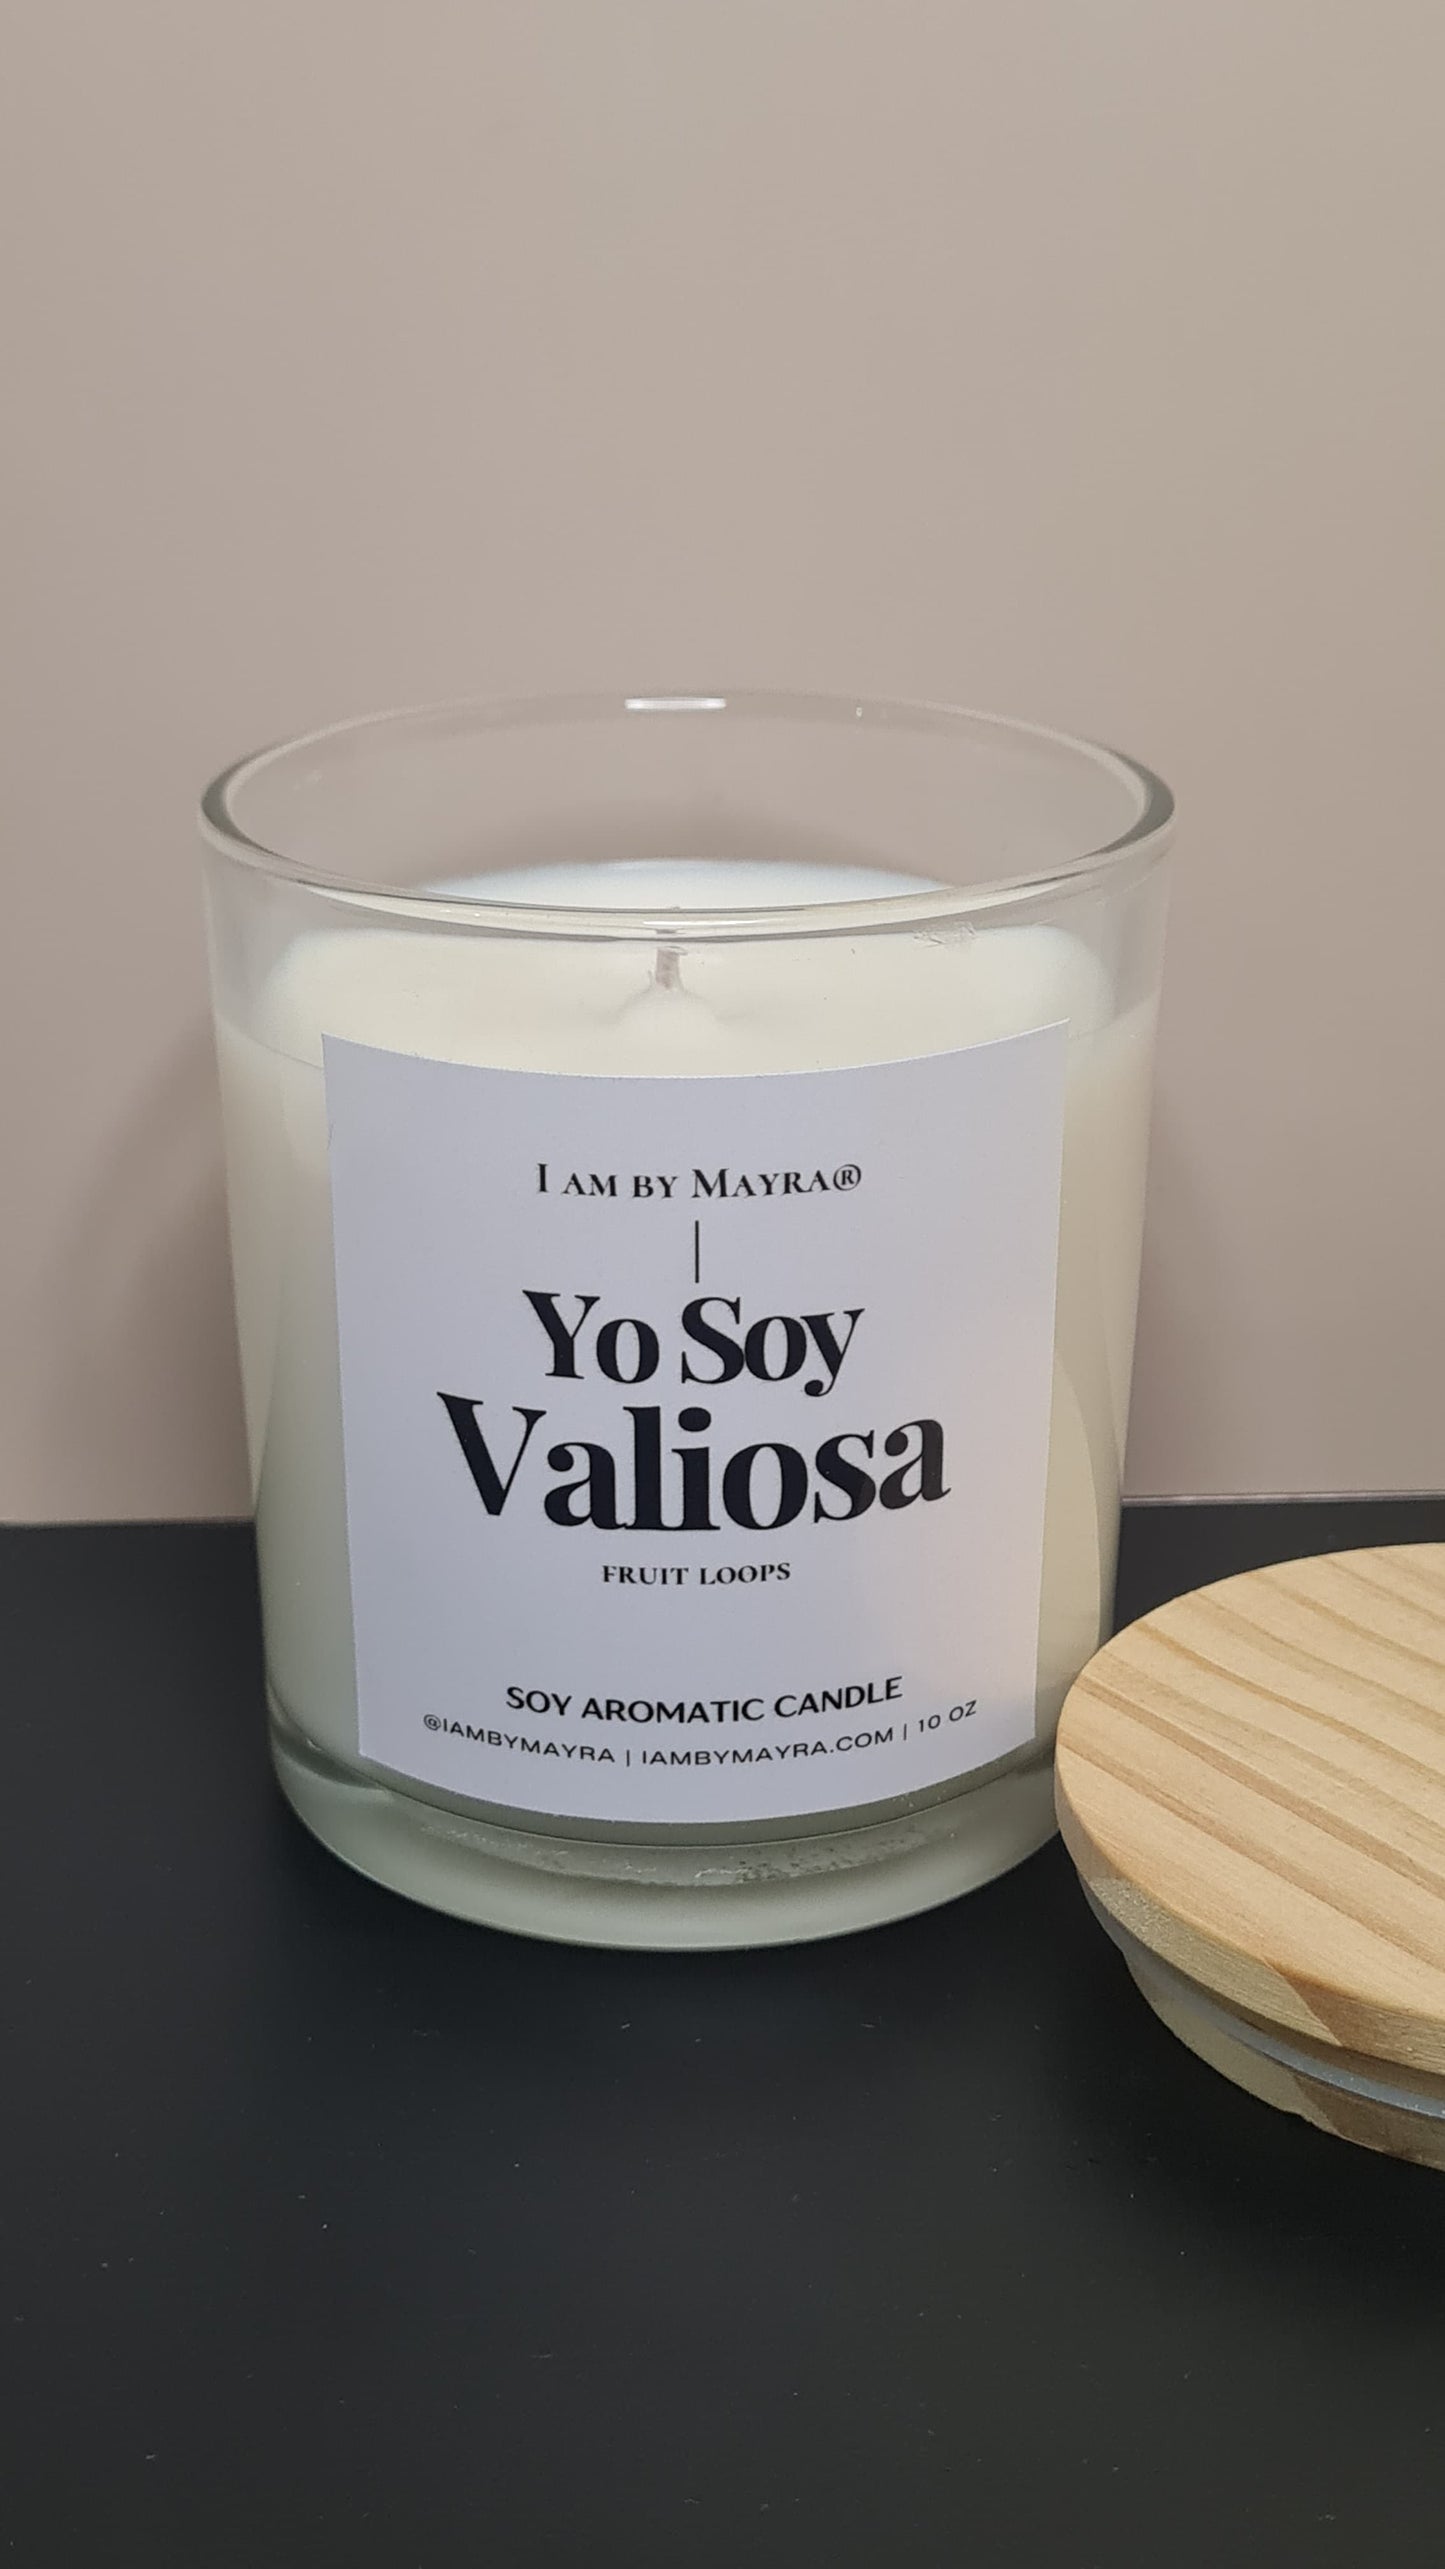 I AM BY MAYRA®
Yo Soy
Valiosa
FRUIT LOOPS
SOY AROMATIC CANDLE
@IAMBYMAYRA | IAMBYMAYRA.COM | 10 OZ